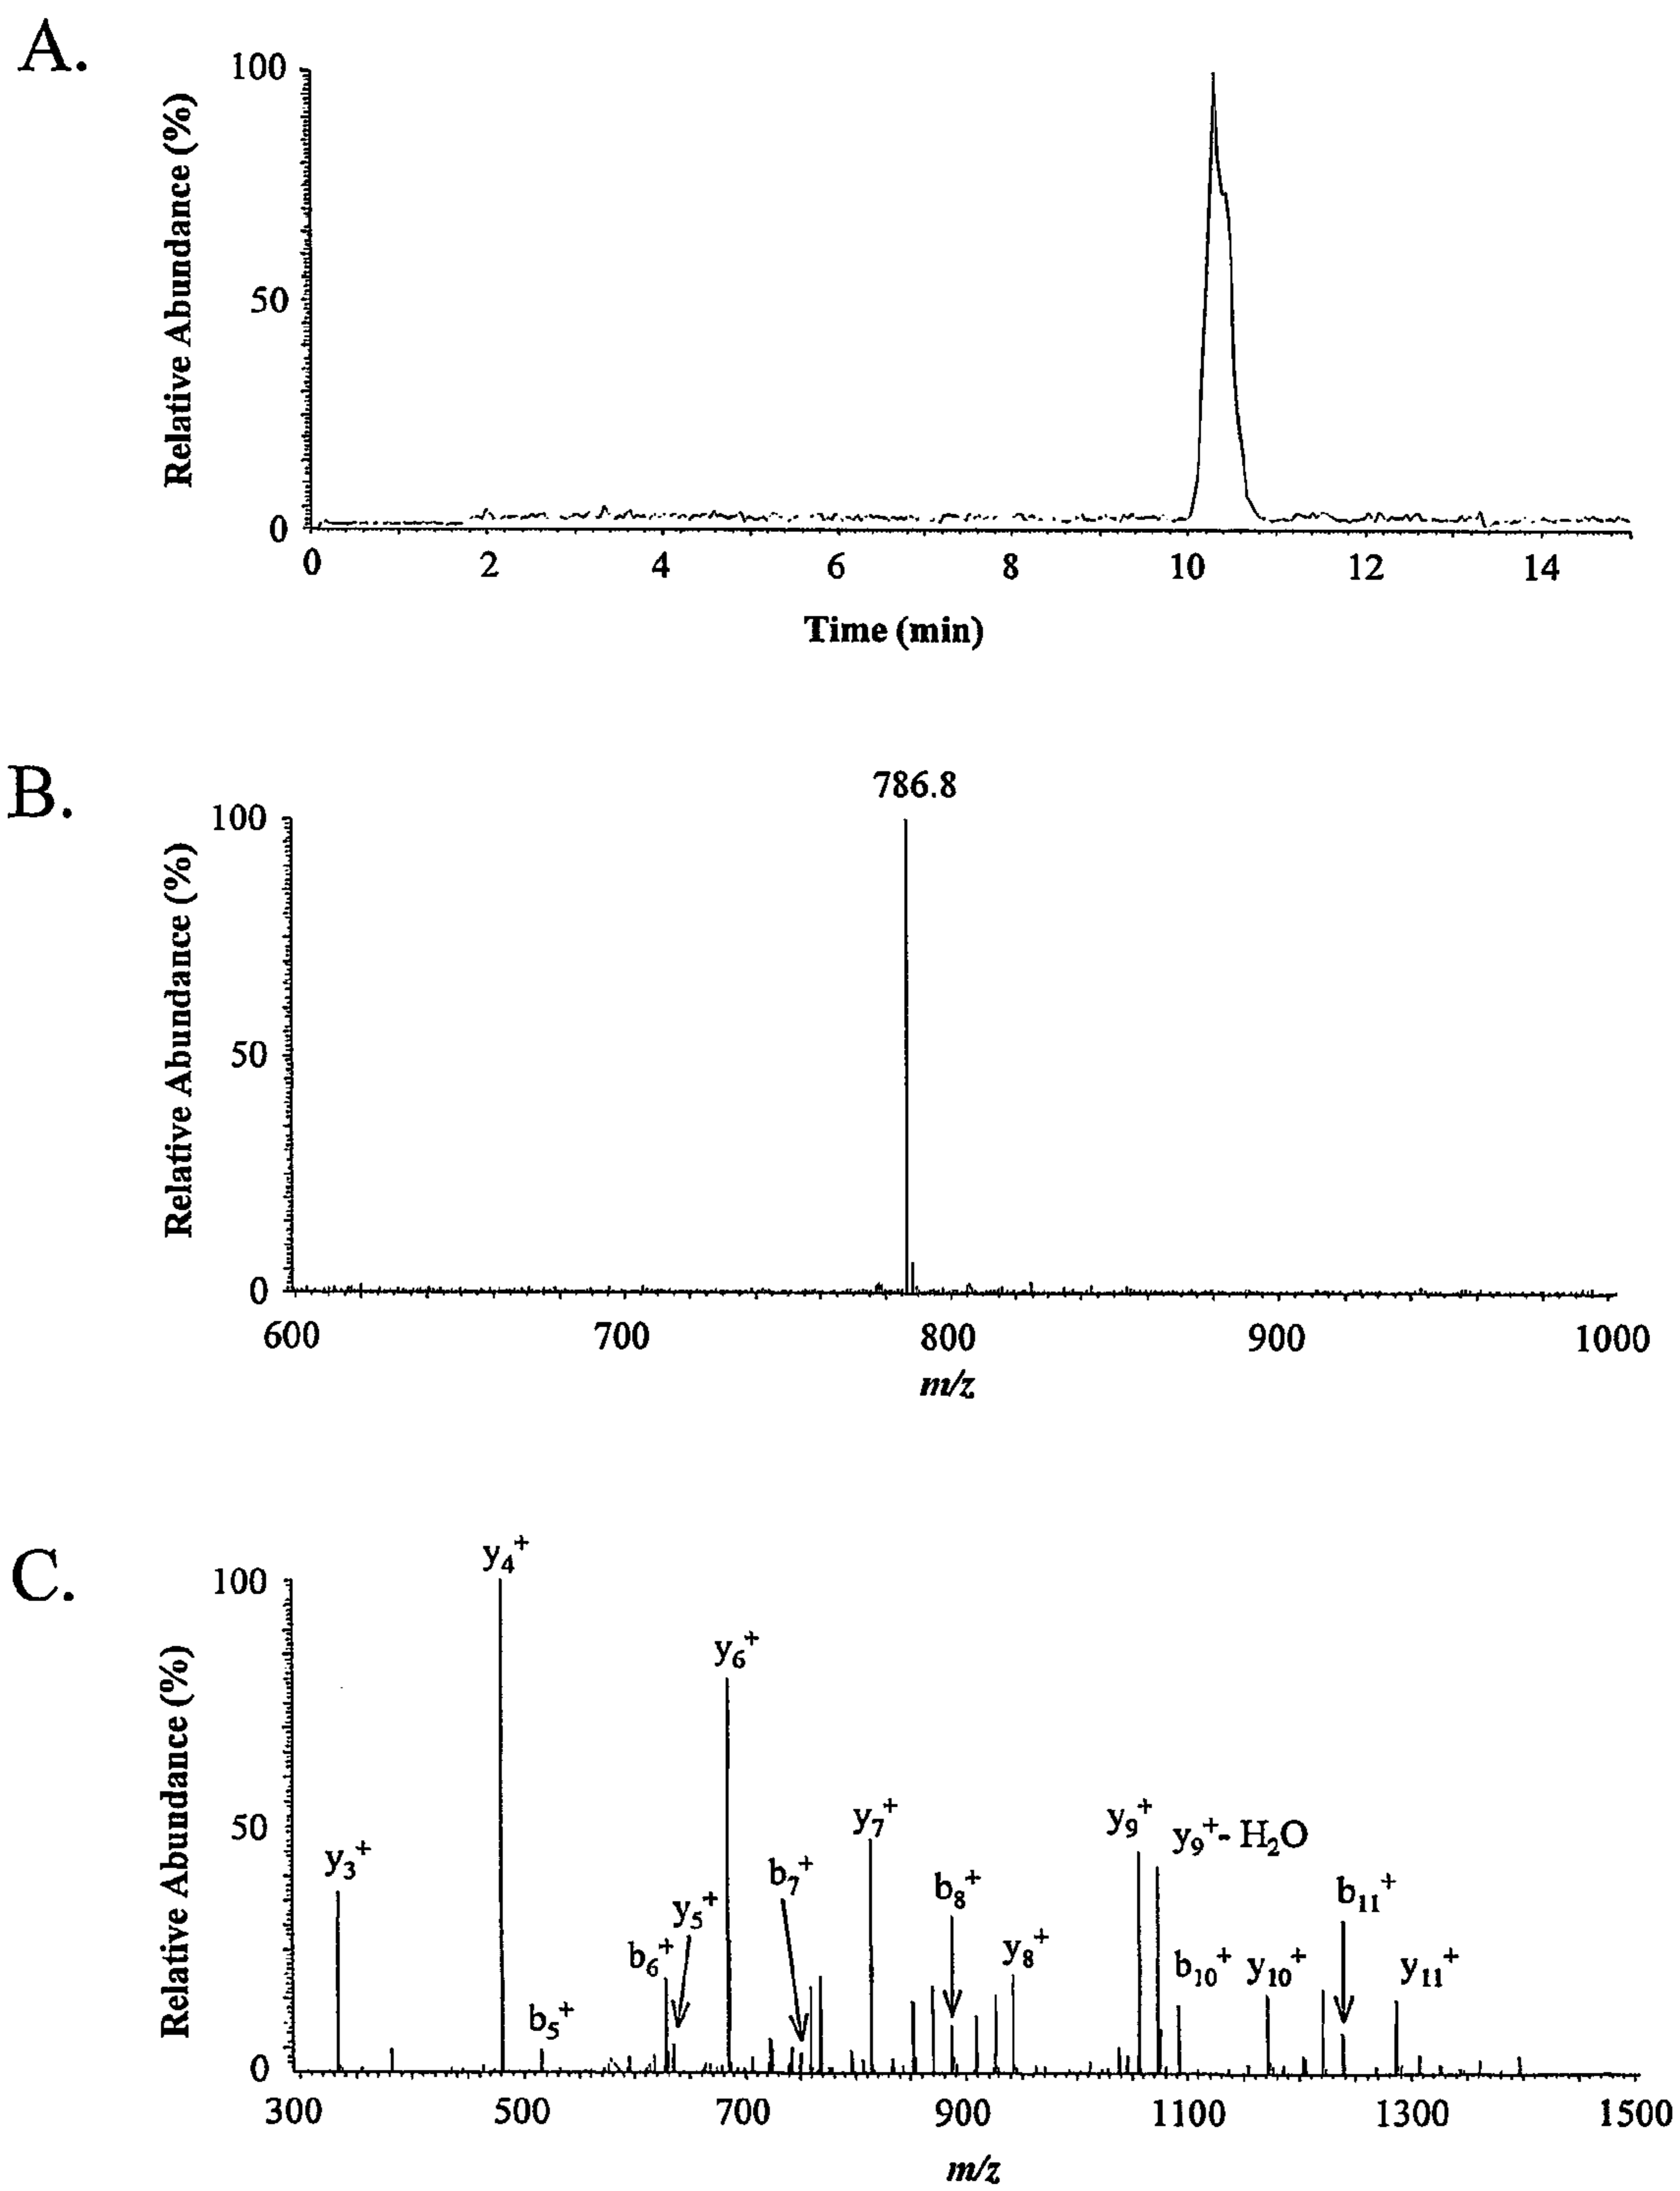 A.
Relative Abundance (%)
100
50
0
0 2 4 6 8 10 12 14
Time (min)
B.
786.8
Relative Abundance (%)
100
50
0
600 700 800 900 1000
m/z
C.
Relative Abundance (%)
100
50
0
y4+
y6+
y3+
y7+
y9+
y9+- H2O
b7+
b8+
b11+
y5+
b6+
y8+
b10+
y10+
y11+
b5+
300 500 700 900 1100 1300 1500
m/z